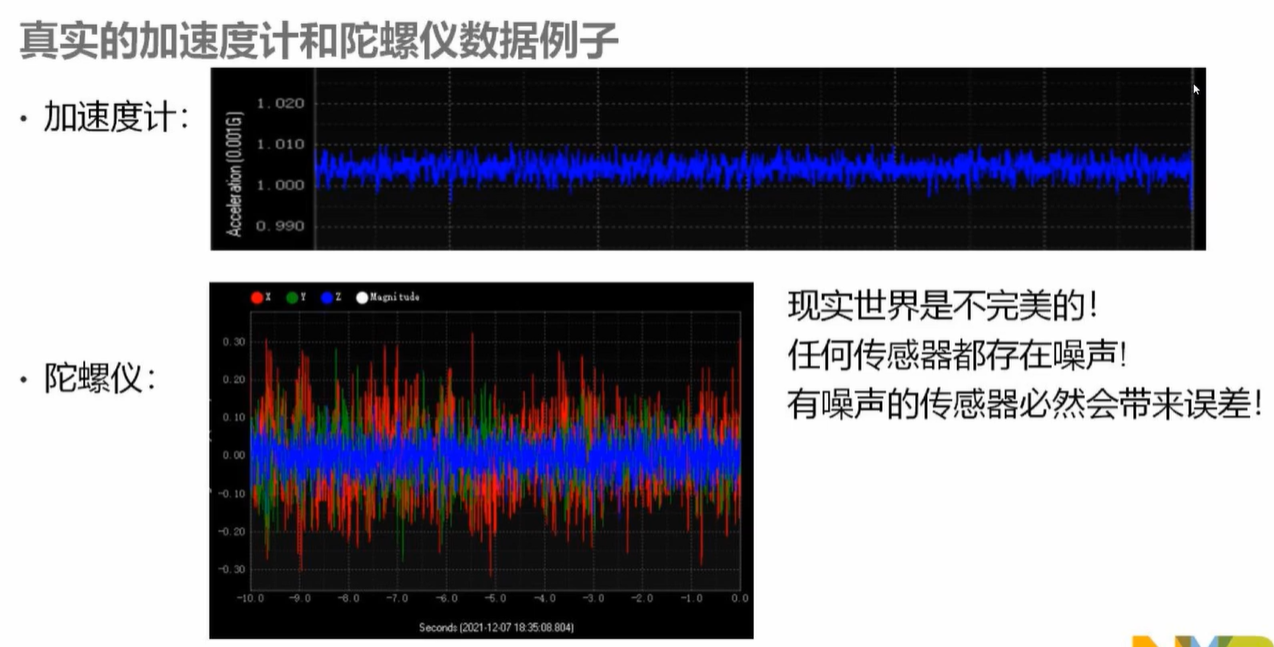 真实的加速度计和陀螺仪数据例子
• 加速度计：
Acceleration (0.001G)
1.020
1.010
1.000
0.990
• 陀螺仪：
X Y Z Magnitude
0.30
0.20
0.10
0.00
-0.10
-0.20
-0.30
-10.0 -9.0 -8.0 -7.0 -6.0 -5.0 -4.0 -3.0 -2.0 -1.0 0.0
Seconds (2021-12-07 18:35:08.804)
现实世界是不完美的！
任何传感器都存在噪声！
有噪声的传感器必然会带来误差！